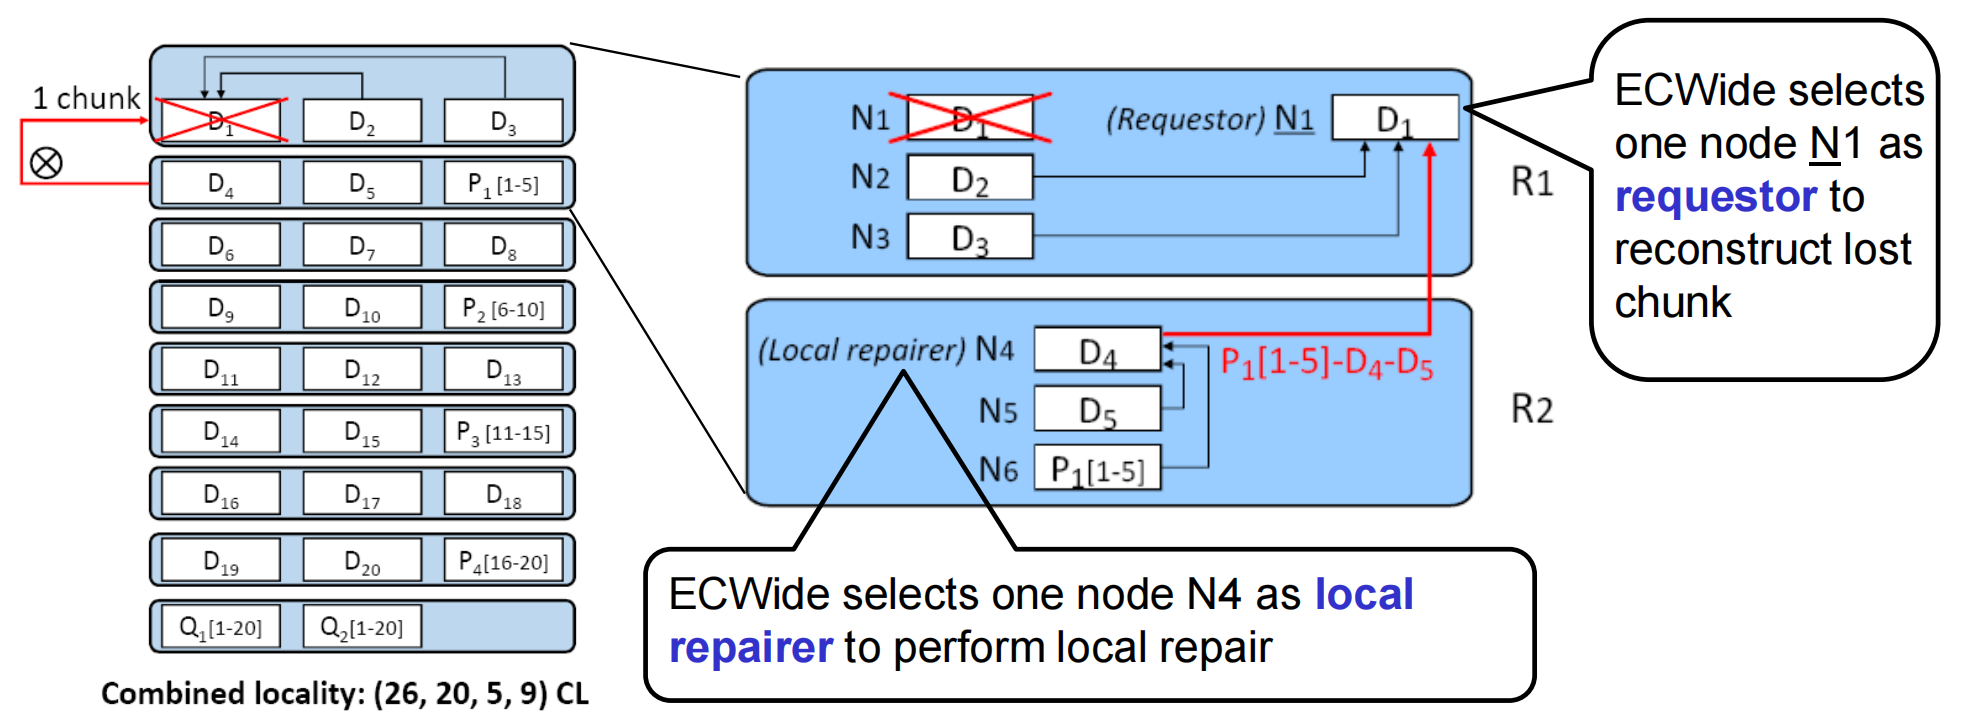 1 chunk
D1 D2 D3
D4 D5 P1 [1-5]
D6 D7 D8
D9 D10 P2 [6-10]
D11 D12 D13
D14 D15 P3 [11-15]
D16 D17 D18
D19 D20 P4[16-20]
Q1[1-20] Q2[1-20]
Combined locality: (26, 20, 5, 9) CL
N1 D1 (Requestor) N1 D1
N2 D2
N3 D3
R1
(Local repairer) N4 D4
P1[1-5]-D4-D5
N5 D5
N6 P1[1-5]
R2
ECWide selects
one node N1 as
requestor to
reconstruct lost
chunk
ECWide selects one node N4 as local
repairer to perform local repair